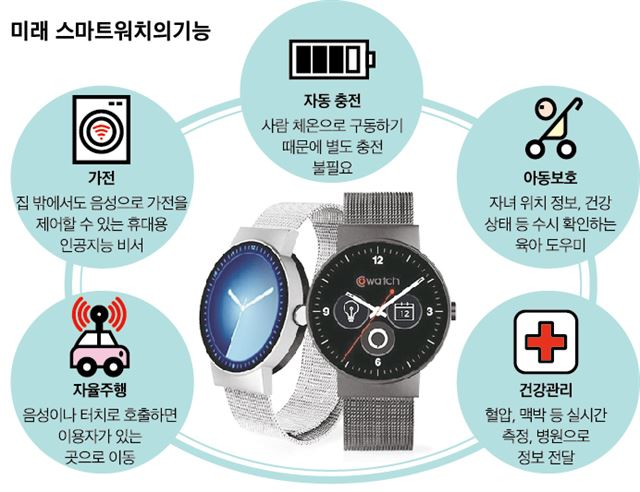 미래 스마트워치의기능
자동 충전
사람 체온으로 구동하기
때문에 별도 충전
불필요
가전
집 밖에서도 음성으로 가전을
제어할 수 있는 휴대용
인공지능 비서
아동보호
자녀 위치 정보, 건강
상태 등 수시 확인하는
육아 도우미
12
watch
12
3
9
6
자율주행
음성이나 터치로 호출하면
이용자가 있는
곳으로 이동
건강관리
혈압, 맥박 등 실시간
측정, 병원으로
정보 전달